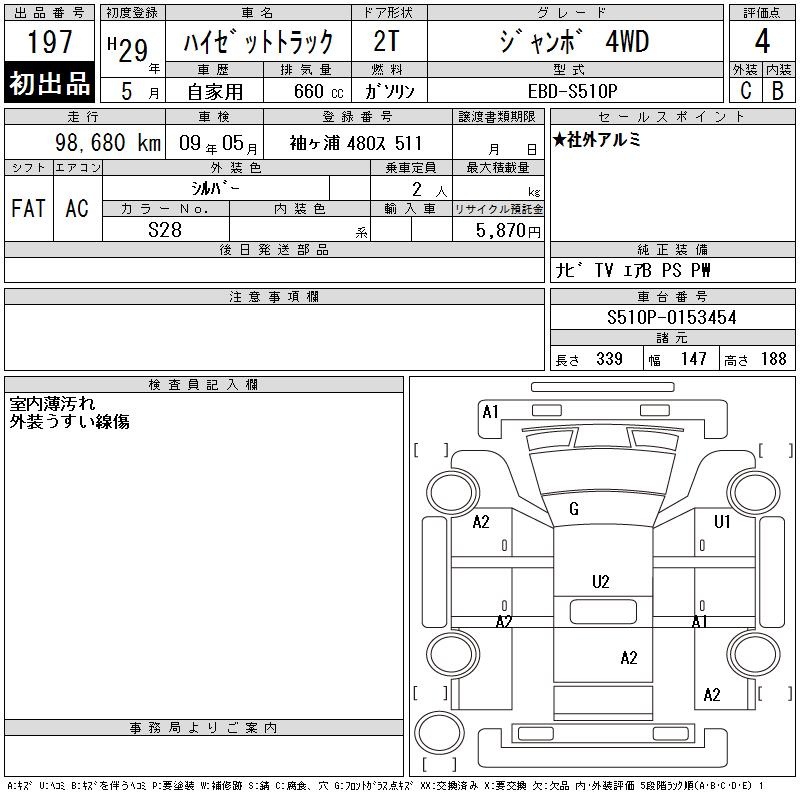 出品番号 初度登録 車名 ドア形状 グレード 評価点
197 H29年 ﾊｲｾﾞｯﾄﾄﾗｯｸ 2T ｼﾞｬﾝﾎﾞ 4WD 4
初出品 車歴 排気量 燃料 型式 外装 内装
5月 自家用 660 CC ｶﾞｿﾘﾝ EBD-S510P C B
走行 車検 登録番号 譲渡書類期限 セールスポイント
98,680 km 09年05月 袖ヶ浦 480ｽ 511 月 日 ★社外アルミ
シフト エアコン 外装色 乗車定員 最大積載量
FAT AC ｼﾙﾊﾞｰ 2 人 kg
カラーNo. 内装色 輸入車 リサイクル預託金
S28 系 5,870円
後日発送部品 純正装備
ﾅﾋﾞ TV ｴｱB PS PW
注意事項欄 車台番号
S510P-0153454
諸元
長さ 339 幅 147 高さ 188
検査員記入欄
室内薄汚れ
外装うすい線傷
A1
[ ] [ ]
G
A2 U1
U2
A2 A1
A2
[ ] A2 [ ]
事務局よりご案内
[ ] [ ]
A:ｷｽﾞ U:ﾍｺﾐ B:ｷｽﾞを伴うﾍｺﾐ P:要塗装 W:補修跡 S:錆 C:腐食、穴 G:ﾌﾛﾝﾄｶﾞﾗｽ点ｷｽﾞ XX:交換済み X:要交換 欠:欠品 内･外装評価 5段階ﾗﾝｸ順(A･B･C･D･E) 1